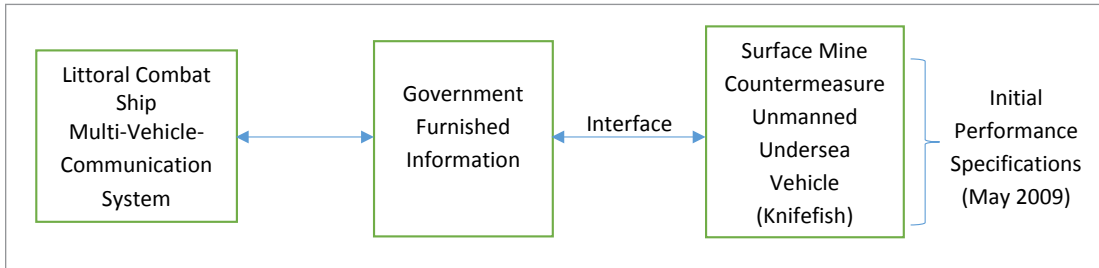 Littoral Combat
Ship
Multi-Vehicle-
Communication
System
Government
Furnished
Information
Interface
Surface Mine
Countermeasure
Unmanned
Undersea
Vehicle
(Knifefish)
Initial
Performance
Specifications
(May 2009)